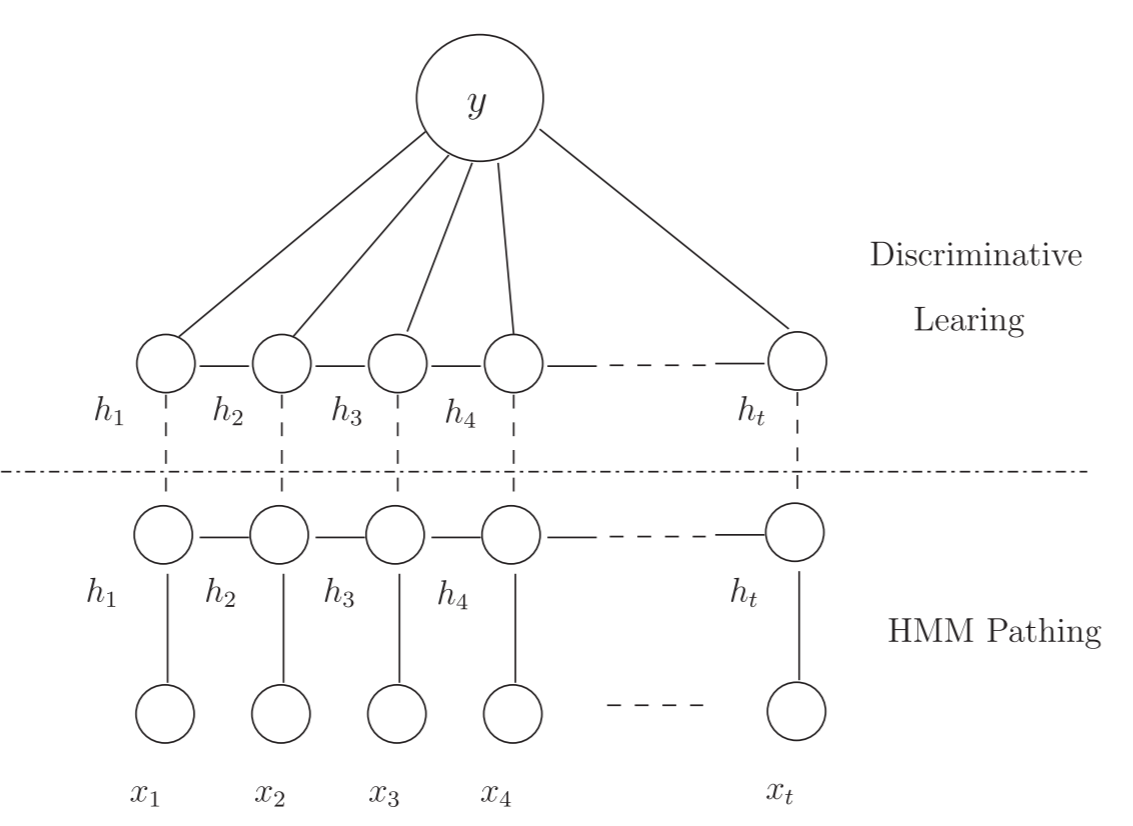 y
Discriminative
Learing
h₁ h₂ h₃ h₄ hₜ
h₁ h₂ h₃ h₄ hₜ
HMM Pathing
x₁ x₂ x₃ x₄ xₜ